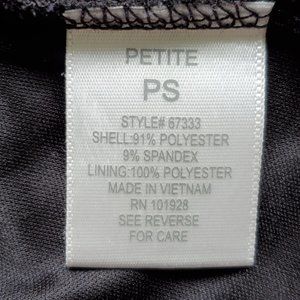 PETITE
PS
STYLE# 67333
SHELL:91% POLYESTER
9% SPANDEX
LINING:100% POLYESTER
MADE IN VIETNAM
RN 101928
SEE REVERSE
FOR CARE